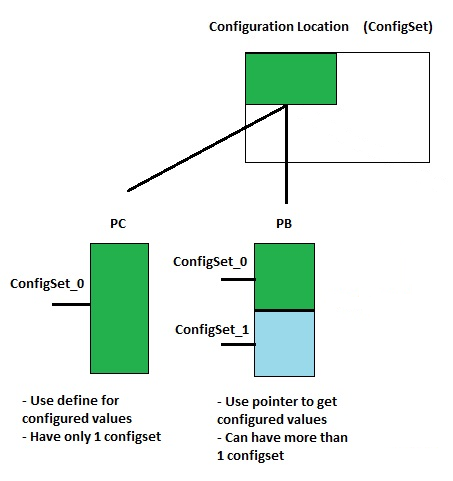 Configuration Location (ConfigSet)
PC
PB
ConfigSet_0
ConfigSet_0
ConfigSet_1
- Use define for
configured values
- Have only 1 configset
- Use pointer to get
configured values
- Can have more than
1 configset